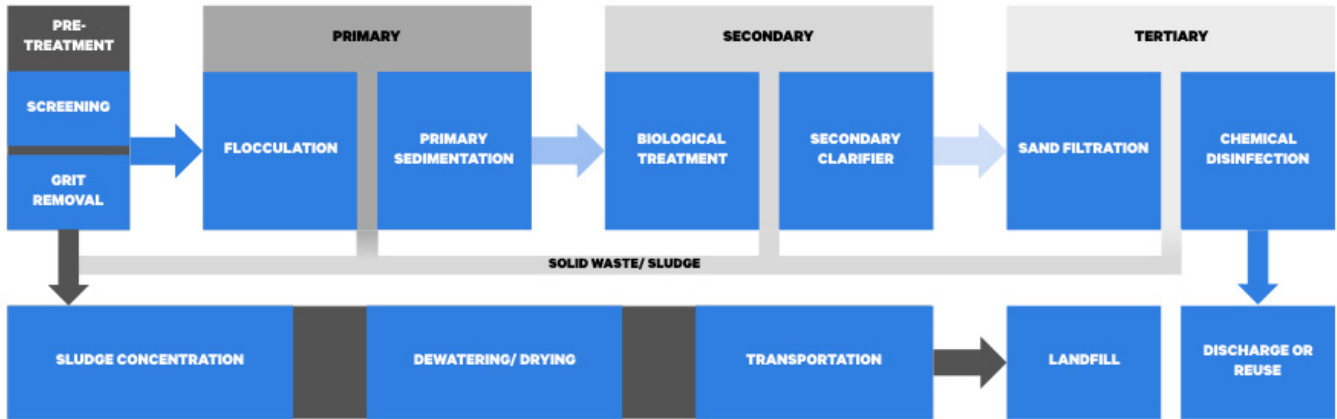 PRE-
TREATMENT
PRIMARY
SECONDARY
TERTIARY
SCREENING
GRIT
REMOVAL
FLOCCULATION
PRIMARY
SEDIMENTATION
BIOLOGICAL
TREATMENT
SECONDARY
CLARIFIER
SAND FILTRATION
CHEMICAL
DISINFECTION
SOLID WASTE/ SLUDGE
SLUDGE CONCENTRATION
DEWATERING/ DRYING
TRANSPORTATION
LANDFILL
DISCHARGE OR
REUSE